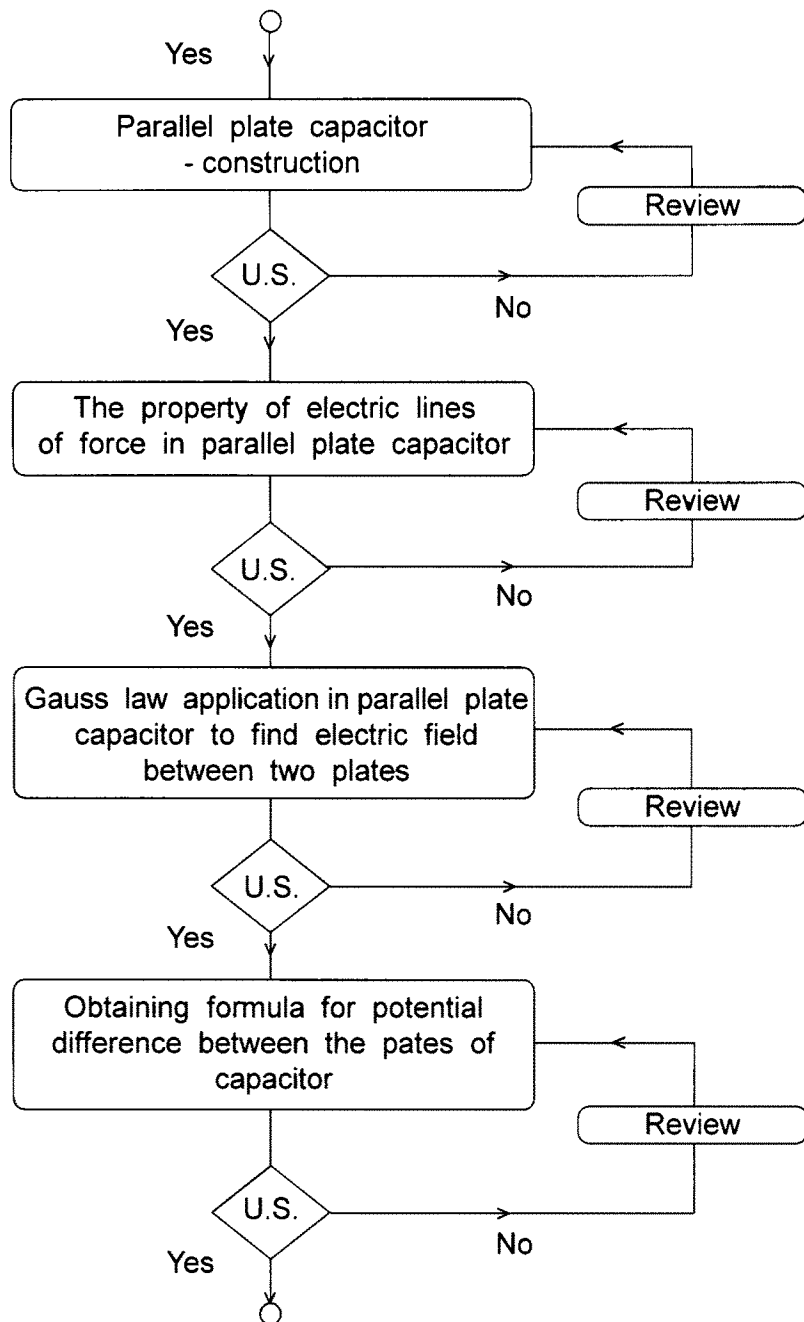 Yes
Parallel plate capacitor
- construction
Review
U.S.
No
Yes
The property of electric lines
of force in parallel plate capacitor
Review
U.S.
No
Yes
Gauss law application in parallel plate
capacitor to find electric field
between two plates
Review
U.S.
No
Yes
Obtaining formula for potential
difference between the pates of
capacitor
Review
U.S.
No
Yes